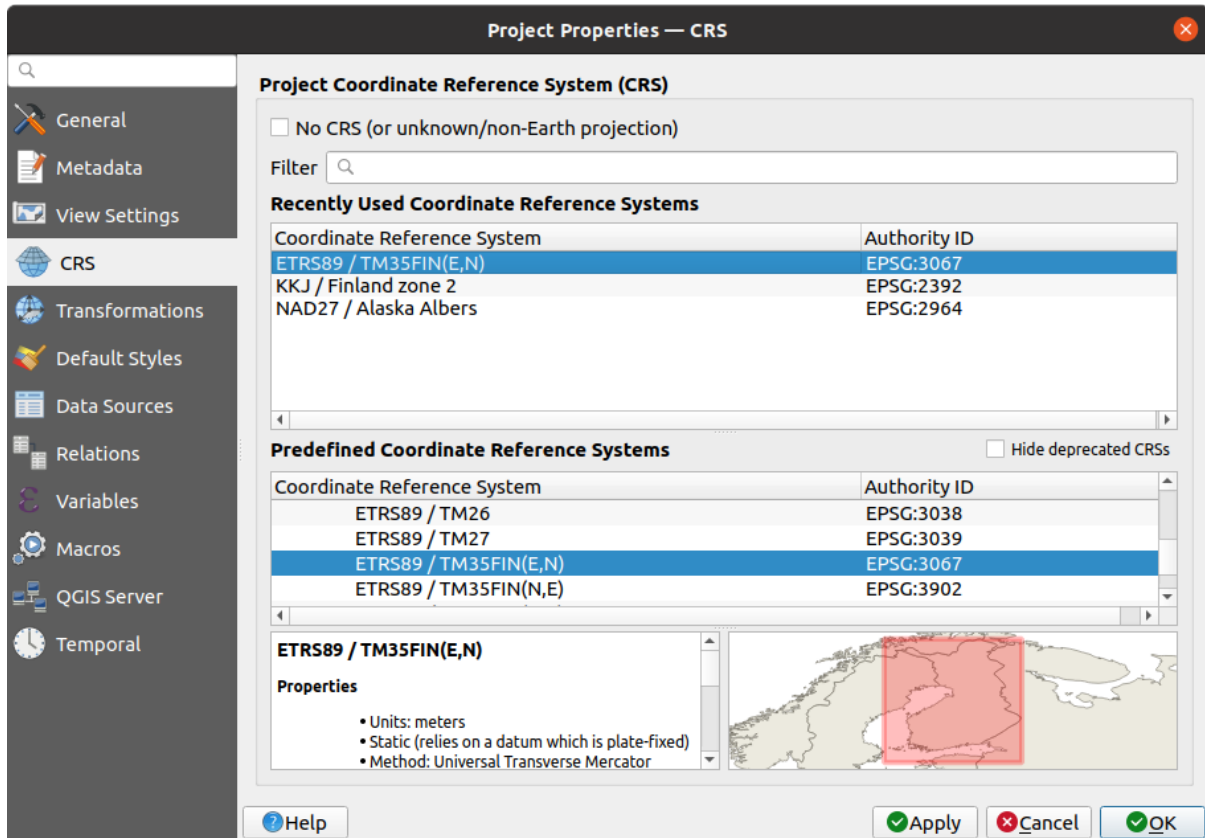 Project Properties — CRS
General
Metadata
View Settings
CRS
Transformations
Default Styles
Data Sources
Relations
Variables
Macros
QGIS Server
Temporal
Project Coordinate Reference System (CRS)
No CRS (or unknown/non-Earth projection)
Filter
Recently Used Coordinate Reference Systems
Coordinate Reference System Authority ID
ETRS89 / TM35FIN(E,N) EPSG:3067
KKJ / Finland zone 2 EPSG:2392
NAD27 / Alaska Albers EPSG:2964
Predefined Coordinate Reference Systems Hide deprecated CRSs
Coordinate Reference System Authority ID
ETRS89 / TM26 EPSG:3038
ETRS89 / TM27 EPSG:3039
ETRS89 / TM35FIN(E,N) EPSG:3067
ETRS89 / TM35FIN(N,E) EPSG:3902
ETRS89 / TM35FIN(E,N)
Properties
• Units: meters
• Static (relies on a datum which is plate-fixed)
• Method: Universal Transverse Mercator
Help Apply Cancel OK